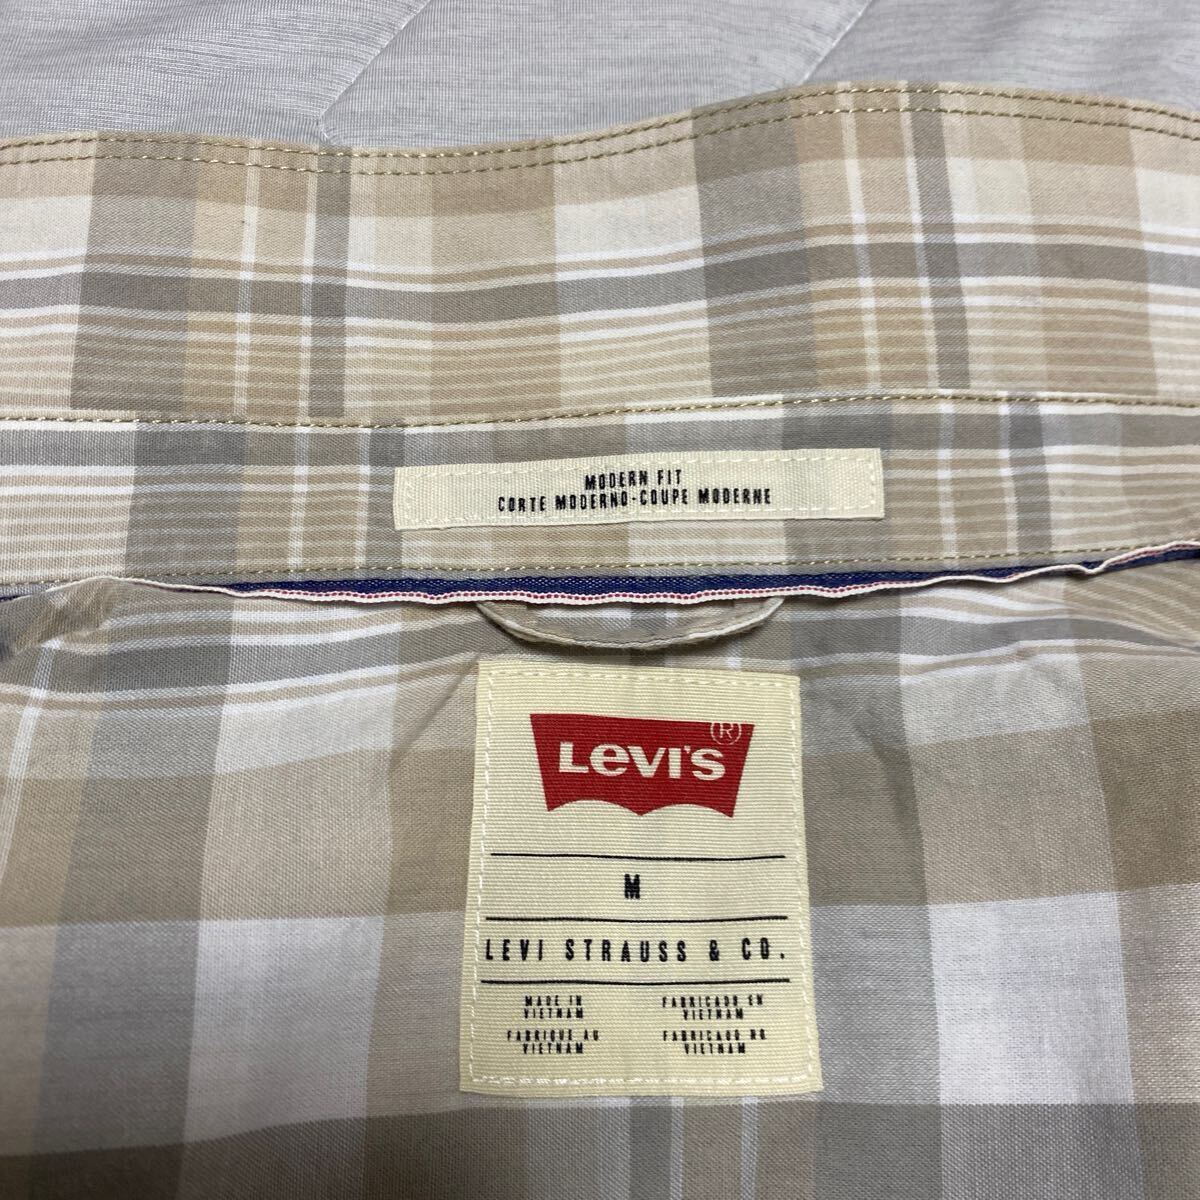 MODERN FIT
CORTE MODERNO-COUPE MODERNE
LEVI'S®
M
LEVI STRAUSS & CO.
MADE IN
VIETNAM
FABRICADO EN
VIETNAM
FABRIQUE AU
VIETNAM
FABRICADO NO
VIETNAM